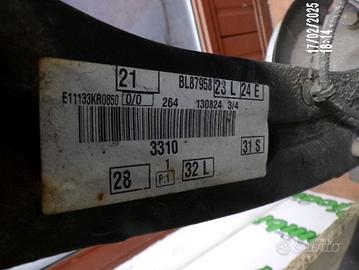 17/02/2025
18:14
21 BL87958 23 L 24 E
E11133KR0850 0/0 264 130824 3/4
3310 31 S
28 1 P:1 32 L
Subito